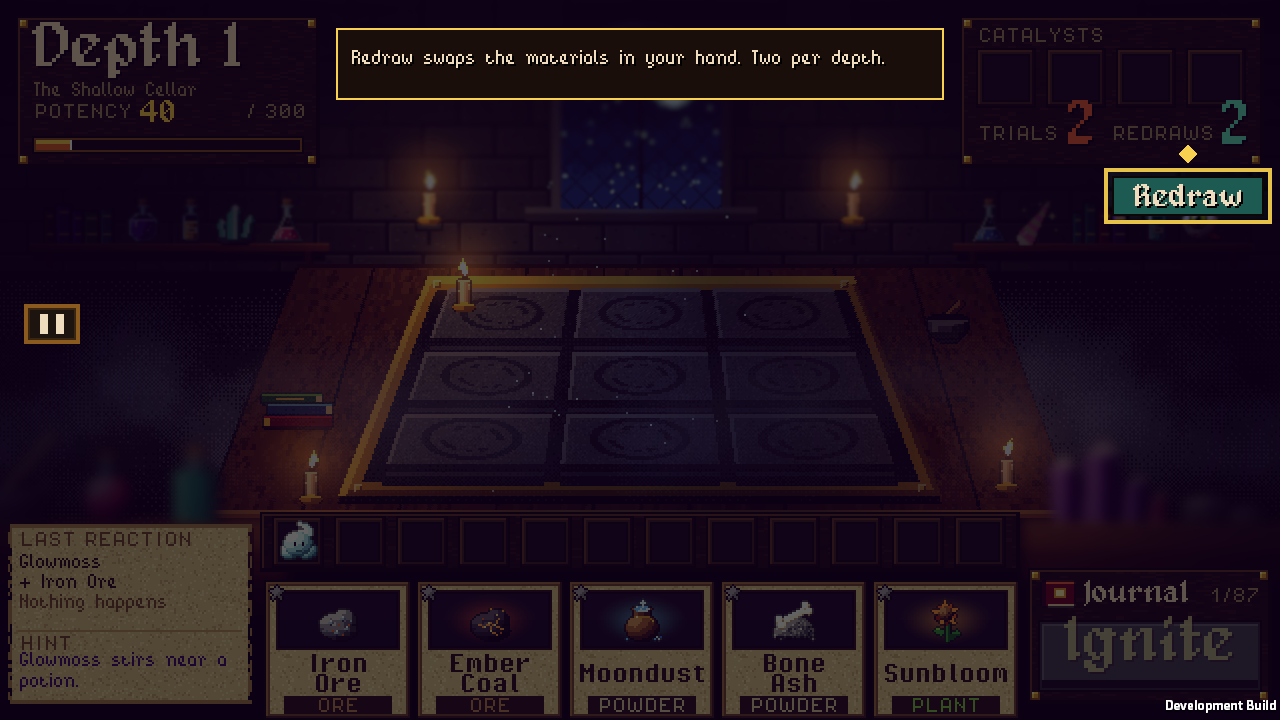 Depth 1
The Shallow Cellar
POTENCY 40 / 300
Redraw swaps the materials in your hand. Two per depth.
CATALYSTS
TRIALS 2 REDRAWS 2
Redraw
LAST REACTION
Glowmoss
+ Iron Ore
Nothing happens
HINT
Glowmoss stirs near a
potion.
Iron
Ore
ORE
Ember
Coal
ORE
Moondust
POWDER
Bone
Ash
POWDER
Sunbloom
PLANT
Journal 1/87
Ignite
Development Build